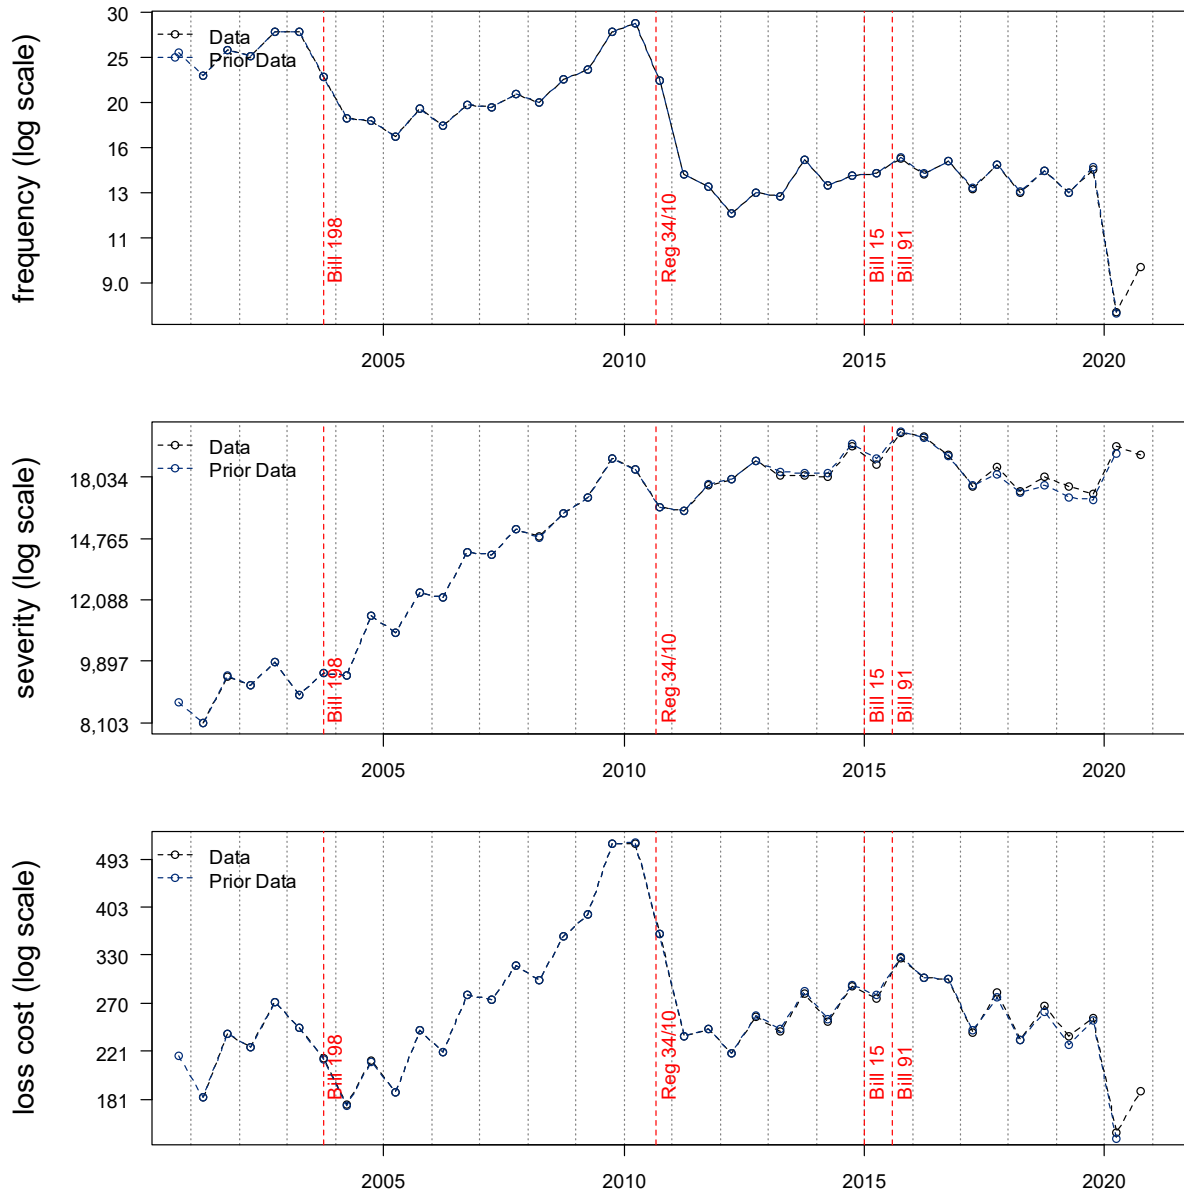 frequency (log scale)
30
25
20
16
13
11
9.0
Data
Prior Data
Bill 198
Reg 34/10
Bill 15
Bill 91
2005
2010
2015
2020
severity (log scale)
18,034
14,765
12,088
9,897
8,103
Data
Prior Data
Bill 198
Reg 34/10
Bill 15
Bill 91
2005
2010
2015
2020
loss cost (log scale)
493
403
330
270
221
181
Data
Prior Data
Bill 198
Reg 34/10
Bill 15
Bill 91
2005
2010
2015
2020